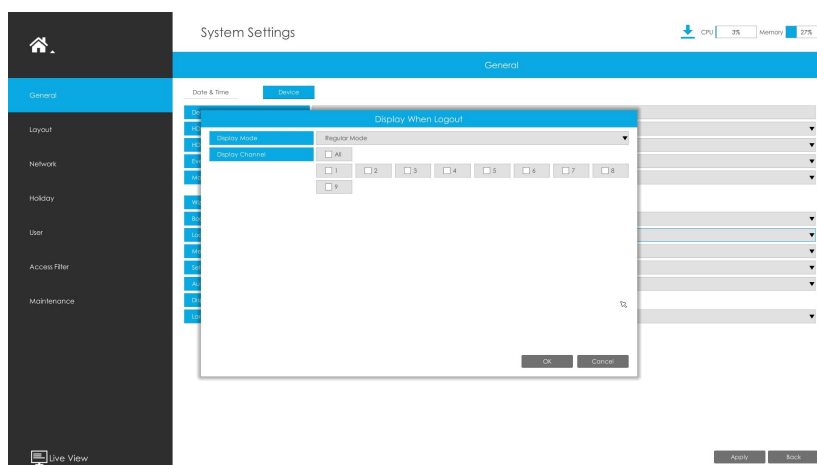 System Settings
CPU 3% Memory 27%
General
General
Layout
Network
Holiday
User
Access Filter
Maintenance
Live View
Date & Time Device
Display When Logout
Display Mode Regular Mode
Display Channel All
1 2 3 4 5 6 7 8
9
OK Cancel
Apply Back